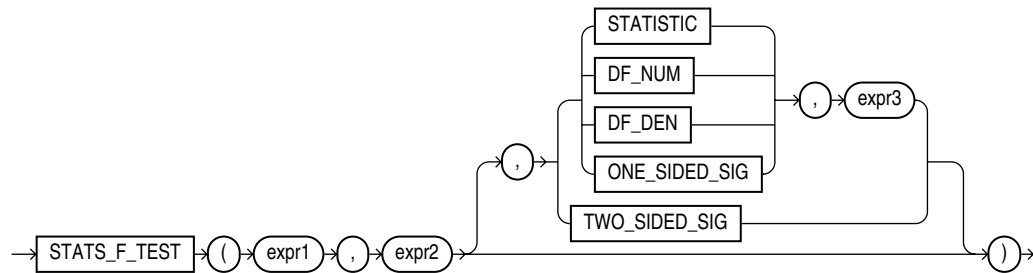 STATISTIC
DF_NUM
, expr3
DF_DEN
, ONE_SIDED_SIG
TWO_SIDED_SIG
STATS_F_TEST ( expr1 , expr2 )